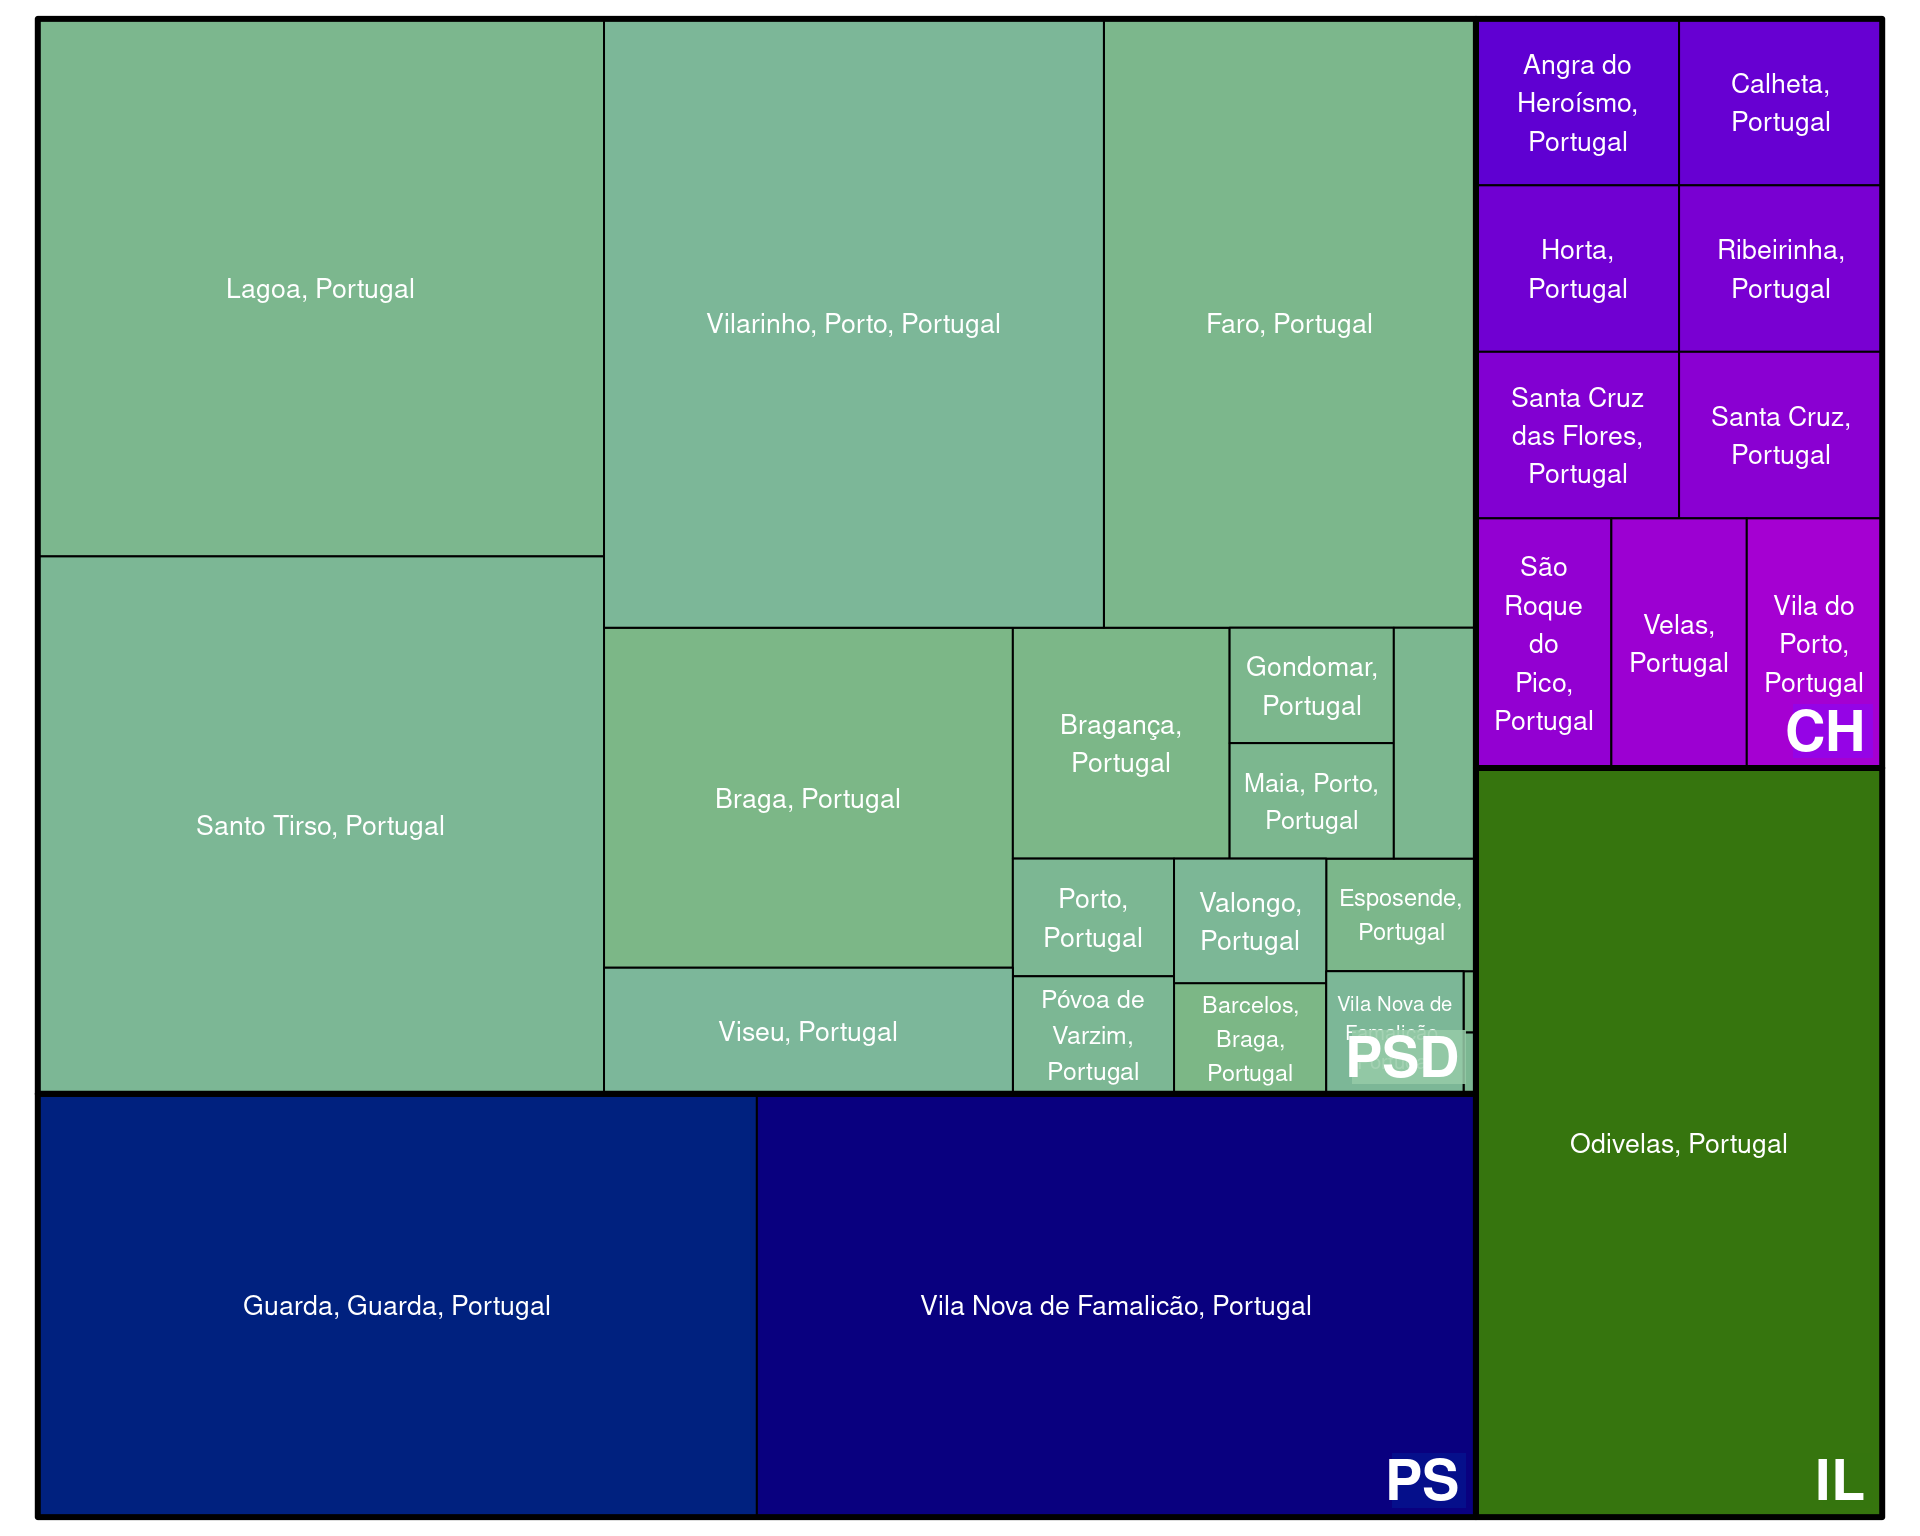 Lagoa, Portugal
Santo Tirso, Portugal
Vilarinho, Porto, Portugal
Faro, Portugal
Braga, Portugal
Viseu, Portugal
Bragança,
Portugal
Gondomar,
Portugal
Maia, Porto,
Portugal
Porto,
Portugal
Póvoa de
Varzim,
Portugal
Valongo,
Portugal
Barcelos,
Braga,
Portugal
Esposende,
Portugal
Vila Nova de
PSD
Guarda, Guarda, Portugal
Vila Nova de Famalicão, Portugal
PS
Angra do
Heroísmo,
Portugal
Calheta,
Portugal
Horta,
Portugal
Ribeirinha,
Portugal
Santa Cruz
das Flores,
Portugal
Santa Cruz,
Portugal
São
Roque
do
Pico,
Portugal
Velas,
Portugal
Vila do
Porto,
Portugal
CH
Odivelas, Portugal
IL